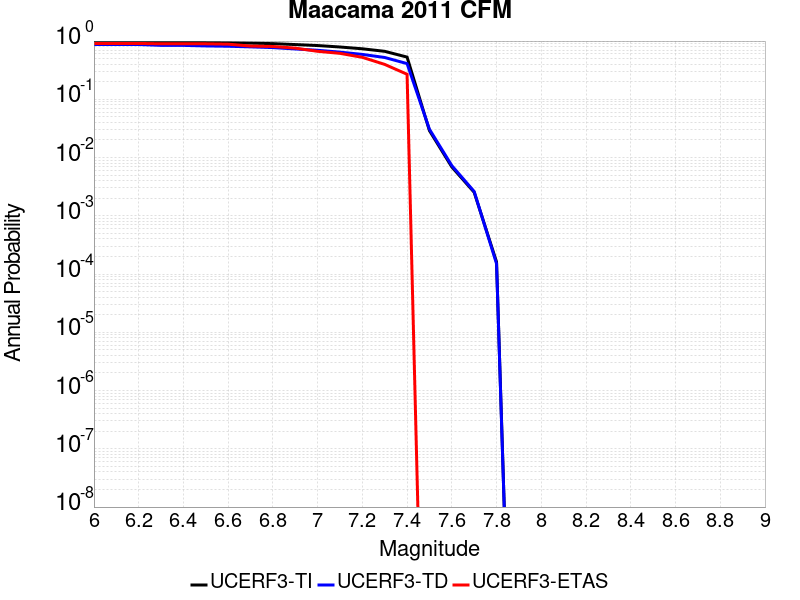 Maacama 2011 CFM
Annual Probability
10^0
10^-1
10^-2
10^-3
10^-4
10^-5
10^-6
10^-7
10^-8
6 6.2 6.4 6.6 6.8 7 7.2 7.4 7.6 7.8 8 8.2 8.4 8.6 8.8 9
Magnitude
UCERF3-TI UCERF3-TD UCERF3-ETAS